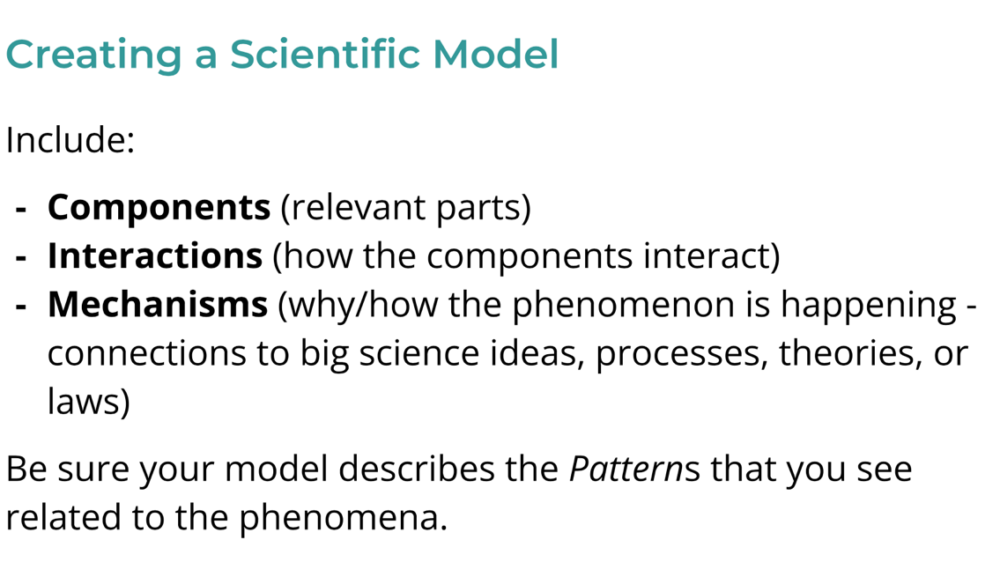 Creating a Scientific Model
Include:
- Components (relevant parts)
- Interactions (how the components interact)
- Mechanisms (why/how the phenomenon is happening -
connections to big science ideas, processes, theories, or
laws)
Be sure your model describes the Patterns that you see
related to the phenomena.